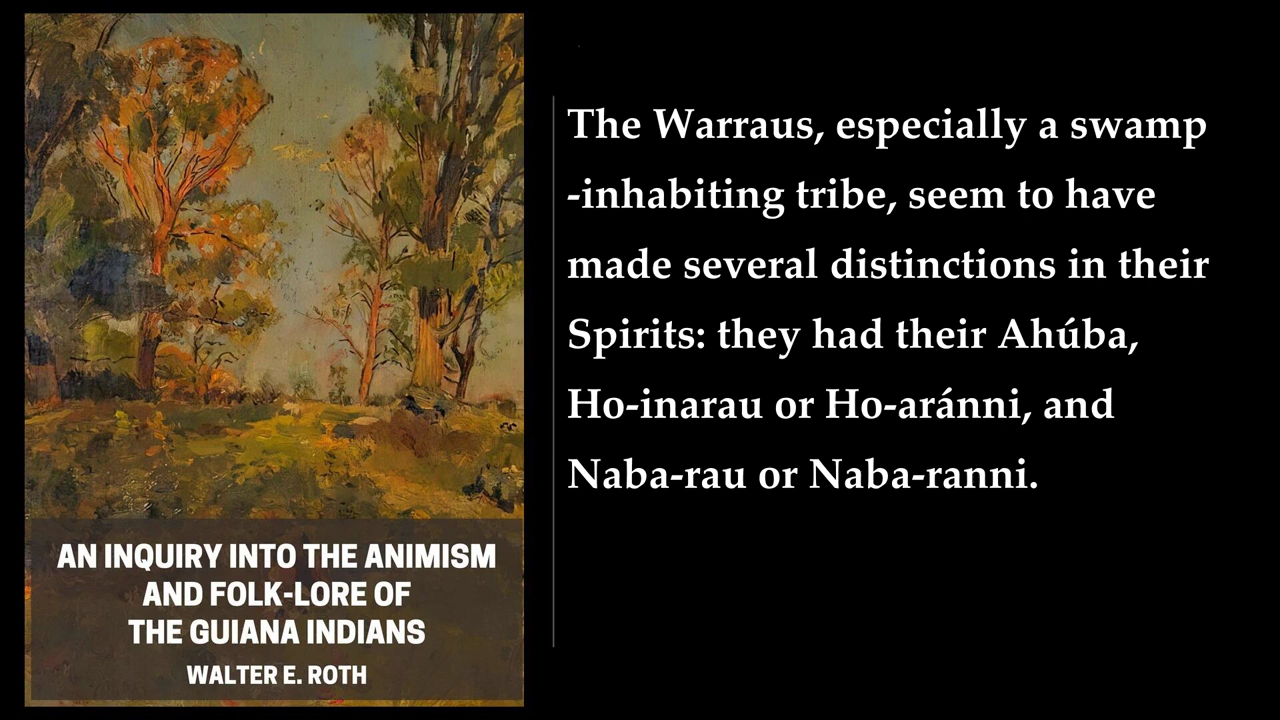 The Warraus, especially a swamp
-inhabiting tribe, seem to have
made several distinctions in their
Spirits: they had their Ahúba,
Ho-inarau or Ho-aránni, and
Naba-rau or Naba-ranni.
AN INQUIRY INTO THE ANIMISM
AND FOLK-LORE OF
THE GUIANA INDIANS
WALTER E. ROTH